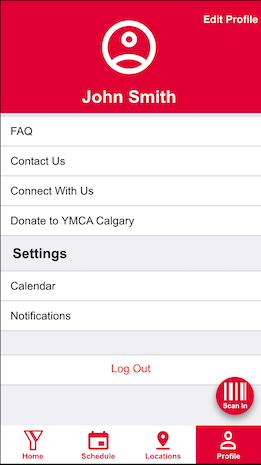 Edit Profile
John Smith
FAQ
Contact Us
Connect With Us
Donate to YMCA Calgary
Settings
Calendar
Notifications
Log Out
Scan In
Home
Schedule
Locations
Profile